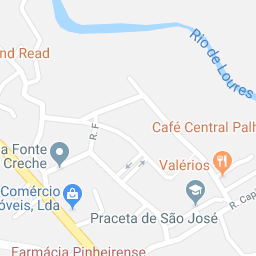 nd Read
Rio de Loures
R. F
Café Central Palh
a Fonte
Creche
Valérios
Comércio
óveis, Lda
Praceta de São José
R. Cap
Farmácia Pinheirense